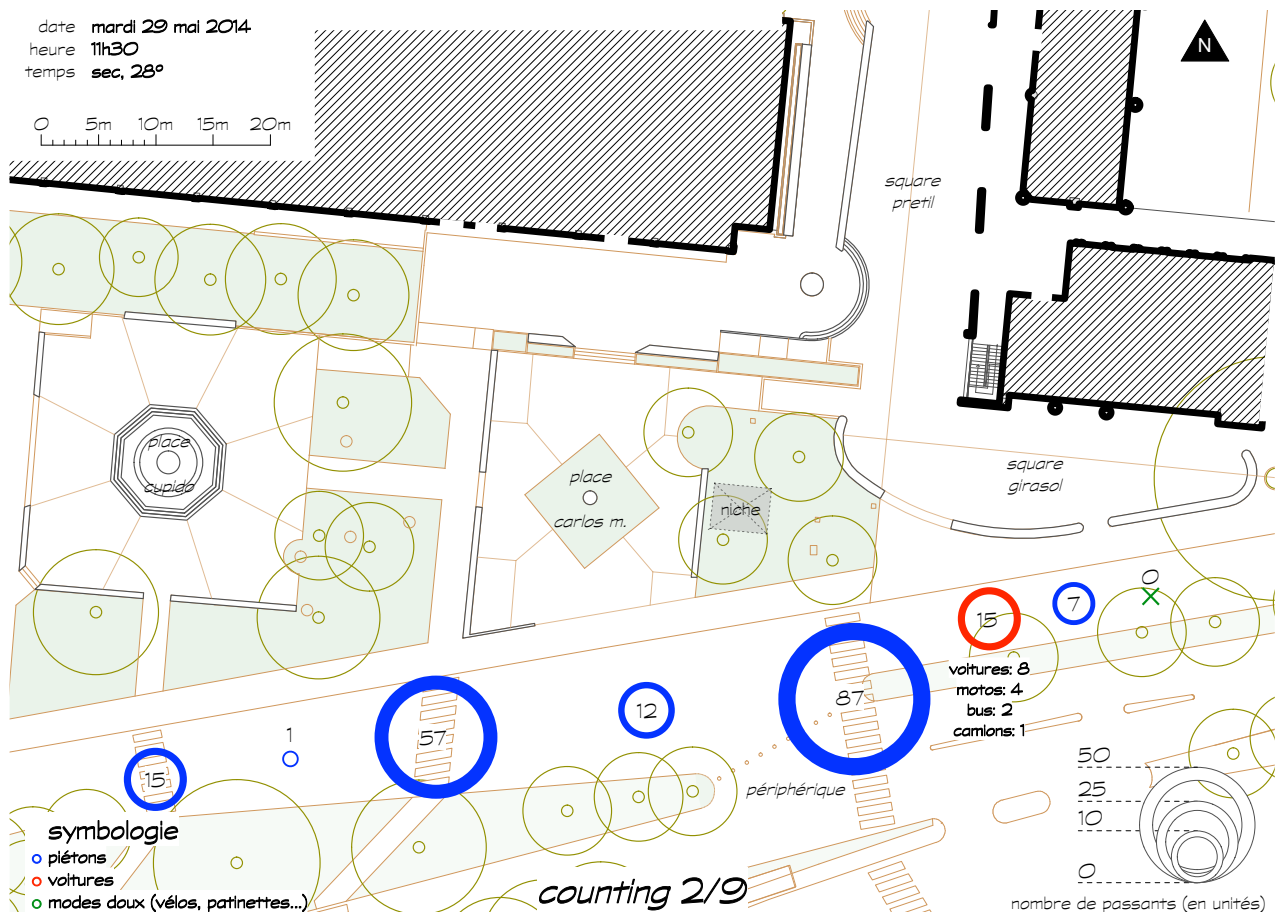 date mardi 29 mai 2014
heure 11h30
temps sec, 28°
0 5m 10m 15m 20m
N
square
pretil
place
cupido
place
carlos m.
niche
square
girasol
0
7
15
voitures: 8
motos: 4
bus: 2
camions: 1
87
12
57
1
15
périphérique
50
25
10
0
nombre de passants (en unités)
symbologie
piétons
voitures
modes doux (vélos, patinettes...)
counting 2/9